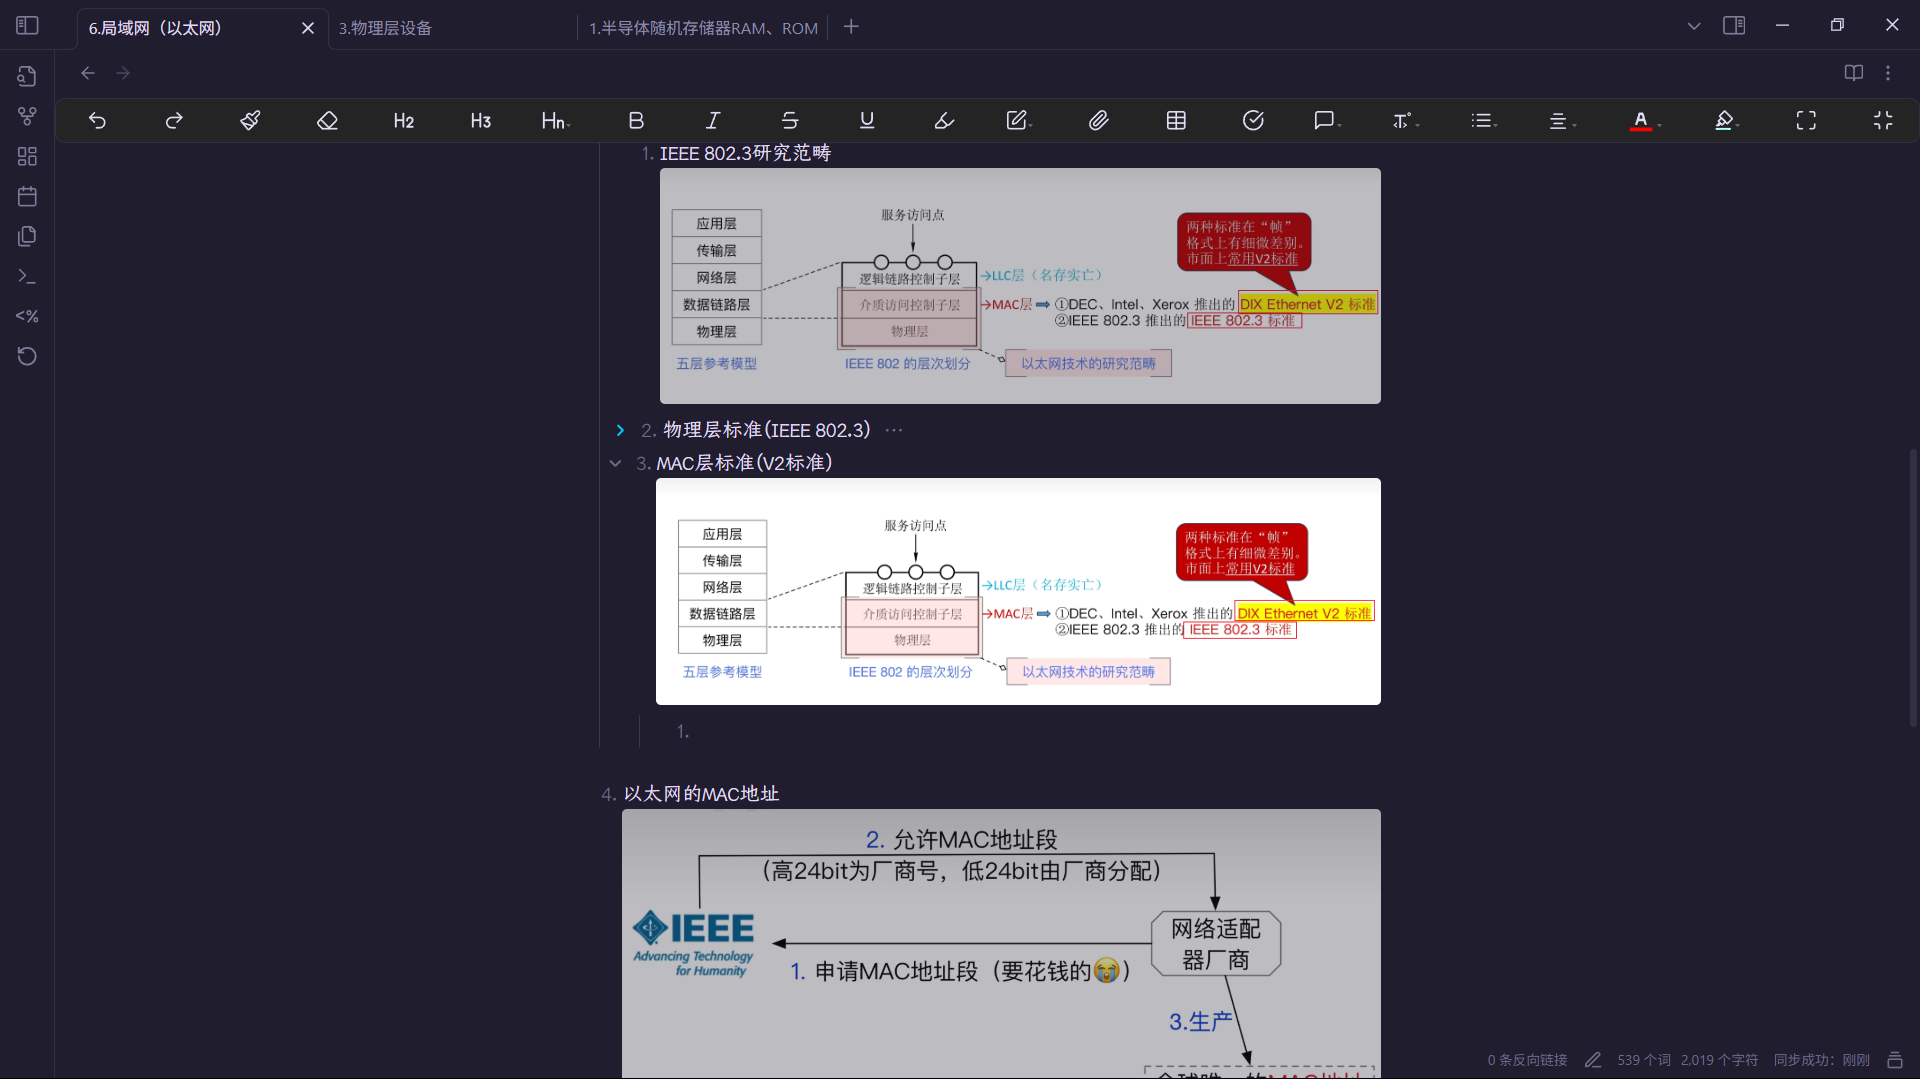 6.局域网（以太网）
3.物理层设备
1.半导体随机存储器RAM、ROM
H2
H3
Hn
B
I
S
U
A
1. IEEE 802.3研究范畴
应用层
传输层
网络层
数据链路层
物理层
五层参考模型
服务访问点
逻辑链路控制子层
介质访问控制子层
物理层
IEEE 802 的层次划分
→LLC层（名存实亡）
→MAC层
①DEC、Intel、Xerox 推出的 DIX Ethernet V2 标准
②IEEE 802.3 推出的 IEEE 802.3 标准
以太网技术的研究范畴
两种标准在“帧”
格式上有细微差别。
市面上常用V2标准
2. 物理层标准(IEEE 802.3) ···
3. MAC层标准(V2标准)
应用层
传输层
网络层
数据链路层
物理层
五层参考模型
服务访问点
逻辑链路控制子层
介质访问控制子层
物理层
IEEE 802 的层次划分
→LLC层（名存实亡）
→MAC层
①DEC、Intel、Xerox 推出的 DIX Ethernet V2 标准
②IEEE 802.3 推出的 IEEE 802.3 标准
以太网技术的研究范畴
两种标准在“帧”
格式上有细微差别。
市面上常用V2标准
1.
4. 以太网的MAC地址
2. 允许MAC地址段
（高24bit为厂商号，低24bit由厂商分配）
IEEE
Advancing Technology
for Humanity
网络适配
器厂商
1. 申请MAC地址段（要花钱的😭）
3.生产
0 条反向链接
539 个词
2,019 个字符
同步成功：刚刚